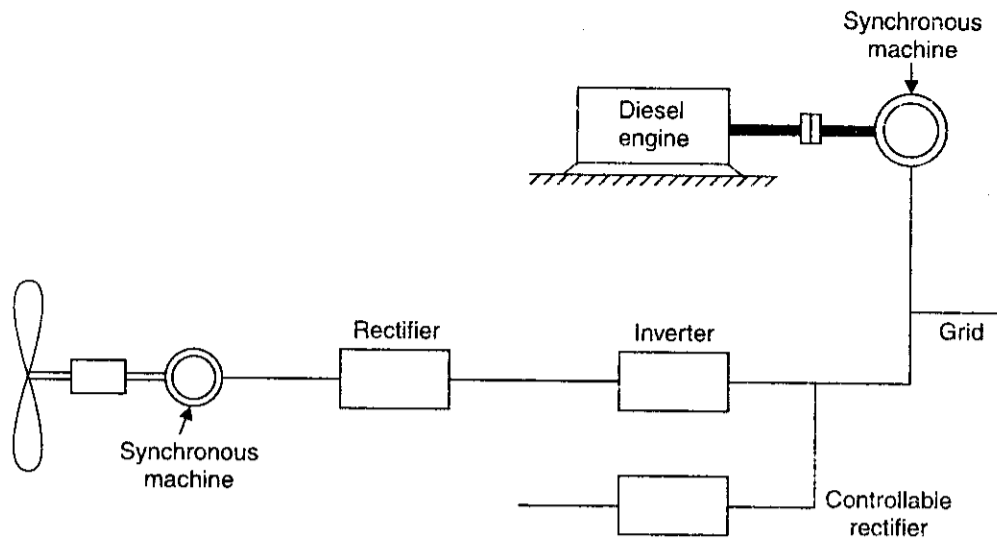 Synchronous
machine
Diesel
engine
Grid
Rectifier
Inverter
Synchronous
machine
Controllable
rectifier